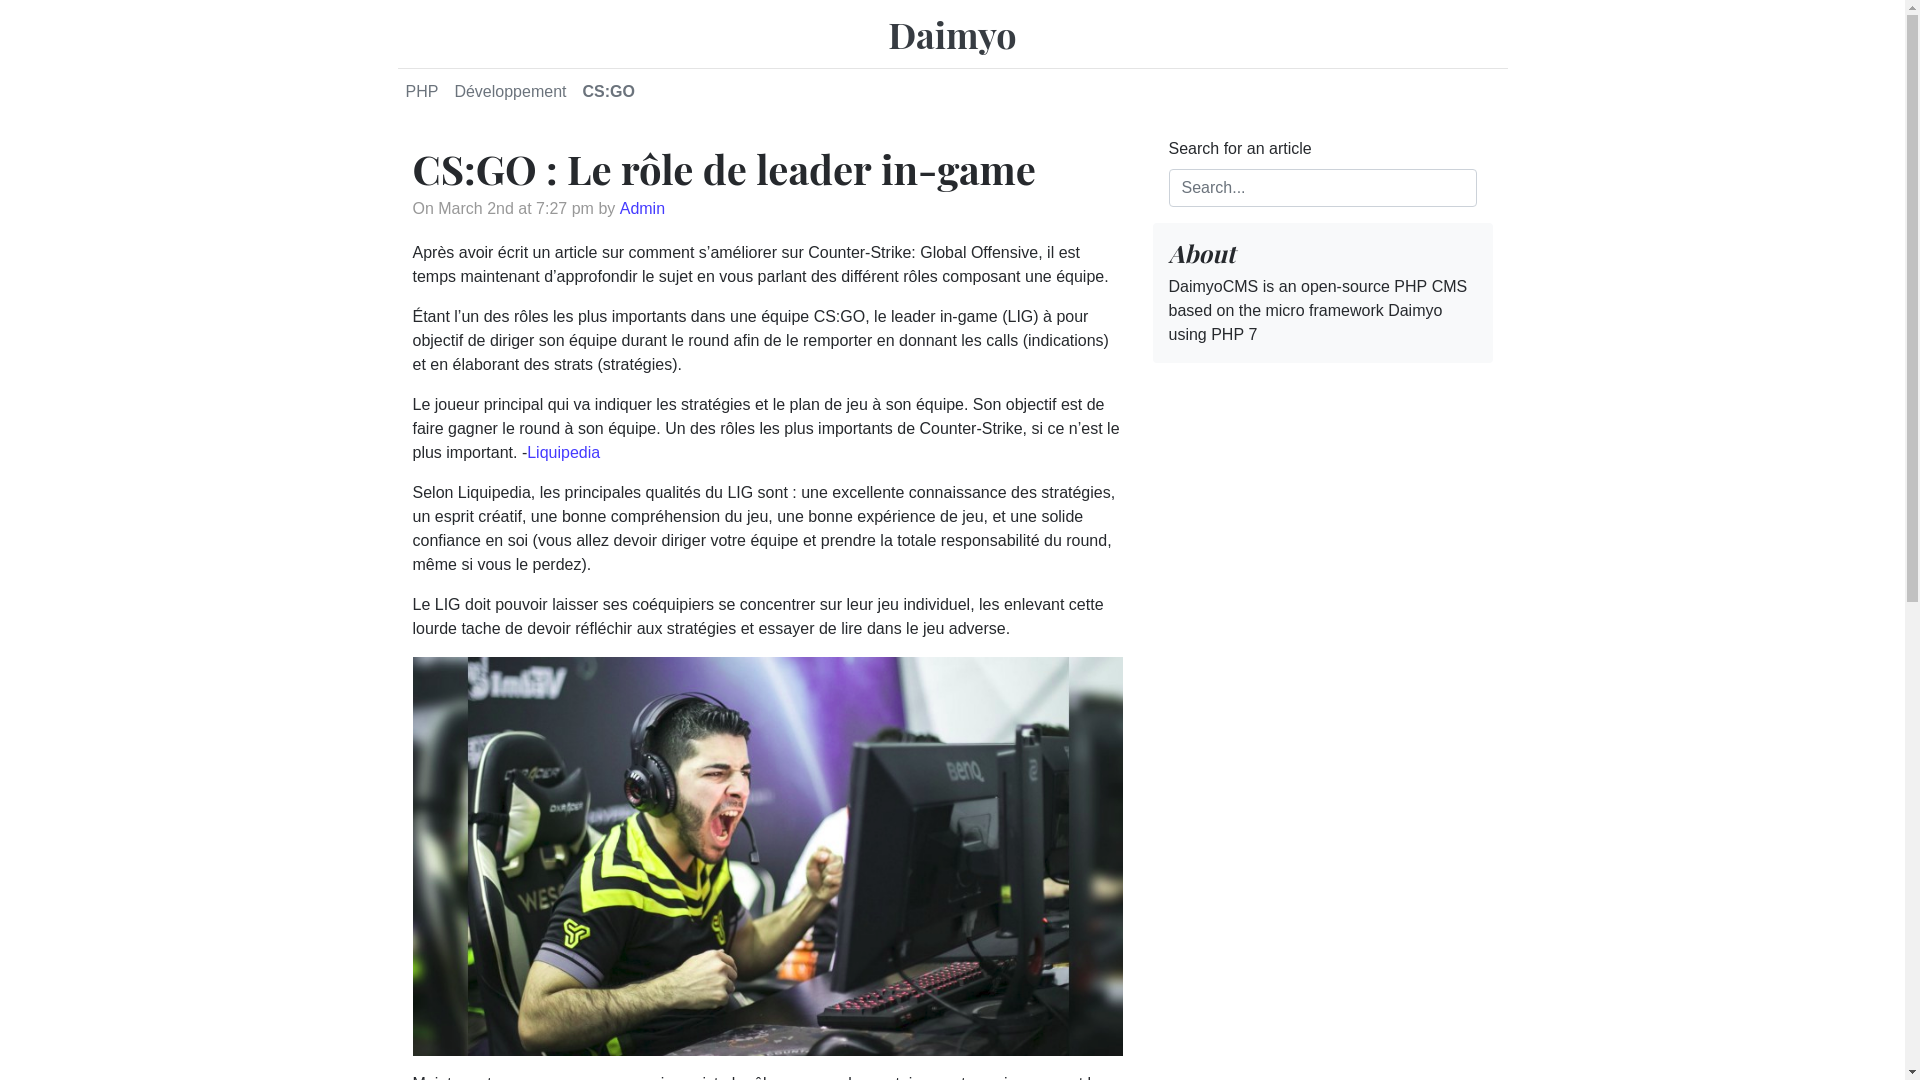 Daimyo
PHP Développement CS:GO
CS:GO : Le rôle de leader in-game
On March 2nd at 7:27 pm by Admin
Après avoir écrit un article sur comment s’améliorer sur Counter-Strike: Global Offensive, il est
temps maintenant d’approfondir le sujet en vous parlant des différent rôles composant une équipe.
Étant l’un des rôles les plus importants dans une équipe CS:GO, le leader in-game (LIG) à pour
objectif de diriger son équipe durant le round afin de le remporter en donnant les calls (indications)
et en élaborant des strats (stratégies).
Le joueur principal qui va indiquer les stratégies et le plan de jeu à son équipe. Son objectif est de
faire gagner le round à son équipe. Un des rôles les plus importants de Counter-Strike, si ce n’est le
plus important. -Liquipedia
Selon Liquipedia, les principales qualités du LIG sont : une excellente connaissance des stratégies,
un esprit créatif, une bonne compréhension du jeu, une bonne expérience de jeu, et une solide
confiance en soi (vous allez devoir diriger votre équipe et prendre la totale responsabilité du round,
même si vous le perdez).
Le LIG doit pouvoir laisser ses coéquipiers se concentrer sur leur jeu individuel, les enlevant cette
lourde tache de devoir réfléchir aux stratégies et essayer de lire dans le jeu adverse.
BenQ
Search for an article
Search...
About
DaimyoCMS is an open-source PHP CMS
based on the micro framework Daimyo
using PHP 7